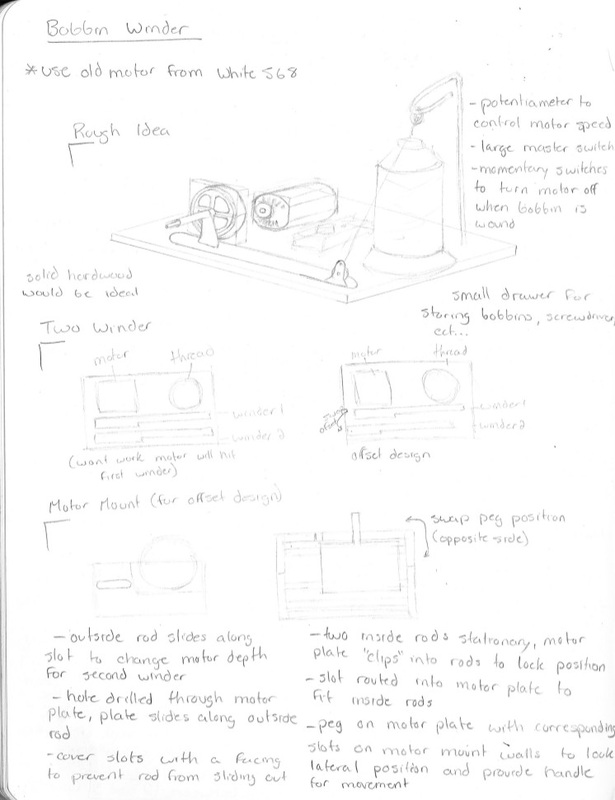 Bobbin Winder
*use old motor from White 568
Rough Idea
- potentiameter to
control motor speed
- large master switch
- momentary switches
to turn motor off
when bobbin is
wound
solid hardwood
would be ideal
small drawer for
storing bobbins, screwdriver,
ect...
Two Winder
motor
thread
winder 1
winder 2
(wont work motor will hit
first winder)
motor
thread
winder 1
winder 2
offset design
Motor Mount (for offset design)
swap peg position
(opposite side)
- outside rod slides along
slot to change motor depth
for second winder
- hole drilled through motor
plate, plate slides along outside
rod
- cover slots with a facing
to prevent rod from sliding out
- two inside rods stationary, motor
plate "clips" into rods to lock position
- slot routed into motor plate to
fit inside rods
- peg on motor plate with corresponding
slots on motor mount walls to lock
lateral position and provide handle
for movement